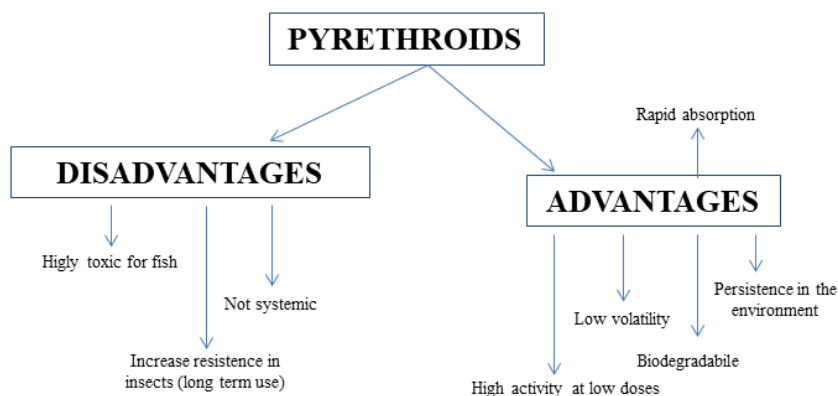 PYRETHROIDS
Rapid absorption
DISADVANTAGES
ADVANTAGES
Higly toxic for fish
Not systemic
Increase resistence in
insects (long term use)
Persistence in the
environment
Low volatility
Biodegradabile
High activity at low doses